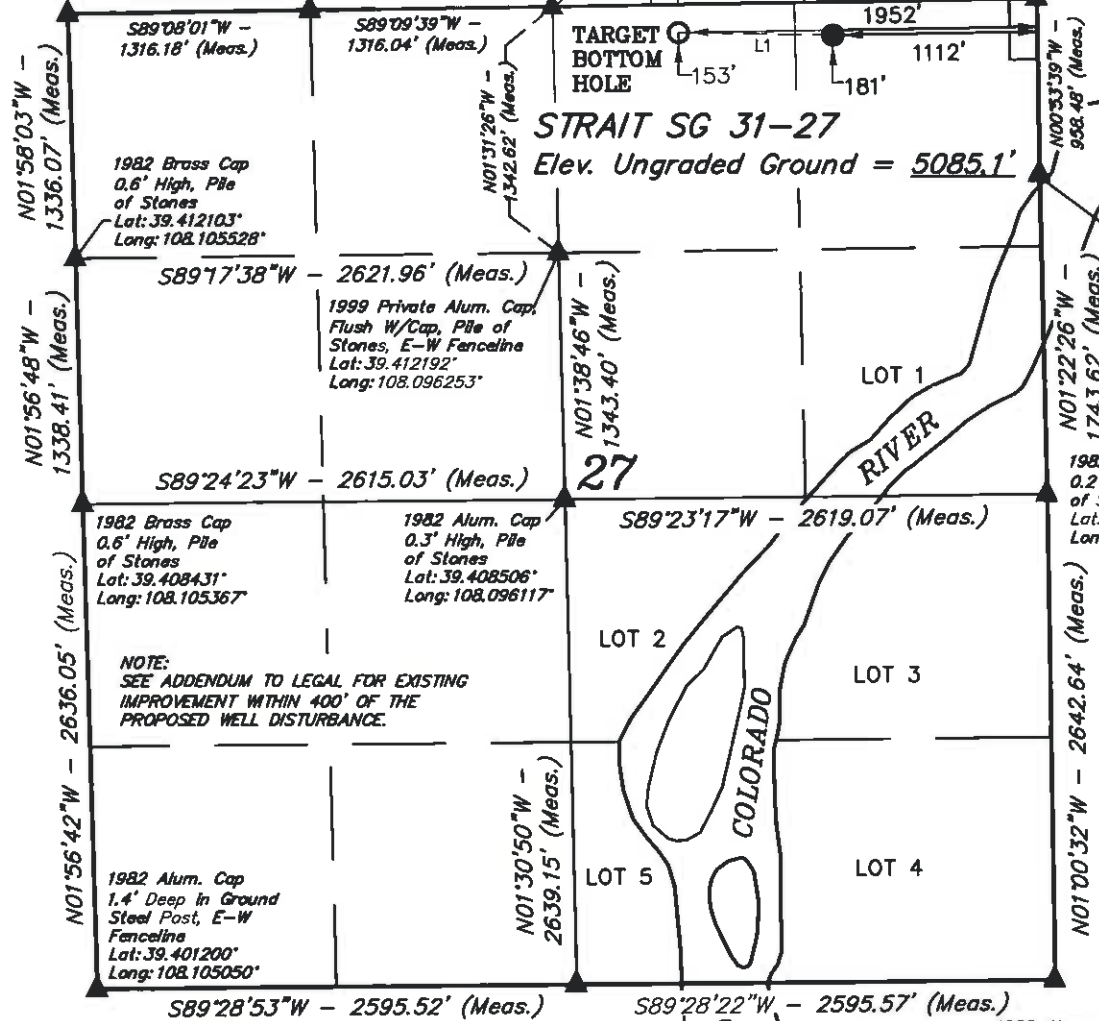 S89°08'01"W -
1316.18' (Meas.)
S89°09'39"W -
1316.04' (Meas.)
TARGET
BOTTOM
HOLE
153'
L1
1952'
1112'
181'
N00°53'39"W -
958.48' (Meas.)
N01°58'03"W -
1336.07' (Meas.)
N01°31'26"W -
1342.62' (Meas.)
STRAIT SG 31-27
Elev. Ungraded Ground = 5085.1'
1982 Brass Cap
0.6' High, Pile
of Stones
Lat: 39.412103°
Long: 108.105528°
S89°17'38"W - 2621.96' (Meas.)
1999 Private Alum. Cap,
Flush W/Cap, Pile of
Stones, E-W Fenceline
Lat: 39.412192°
Long: 108.096253°
N01°56'48"W -
1338.41' (Meas.)
N01°38'46"W -
1343.40' (Meas.)
LOT 1
RIVER
N01°22'26"W -
1743.62' (Meas.)
S89°24'23"W - 2615.03' (Meas.)
27
S89°23'17"W - 2619.07' (Meas.)
1982 Brass Cap
0.6' High, Pile
of Stones
Lat: 39.408431°
Long: 108.105367°
1982 Alum. Cap
0.3' High, Pile
of Stones
Lat: 39.408506°
Long: 108.096117°
198
0.2
of
Lat:
Lon
NOTE:
SEE ADDENDUM TO LEGAL FOR EXISTING
IMPROVEMENT WITHIN 400' OF THE
PROPOSED WELL DISTURBANCE.
LOT 2
LOT 3
COLORADO
N01°56'42"W - 2636.05' (Meas.)
N01°30'50"W -
2639.15' (Meas.)
N01°00'32"W - 2642.64' (Meas.)
1982 Alum. Cap
1.4' Deep in Ground
Steel Post, E-W
Fenceline
Lat: 39.401200°
Long: 108.105050°
LOT 5
LOT 4
S89°28'53"W - 2595.52' (Meas.)
S89°28'22"W - 2595.57' (Meas.)